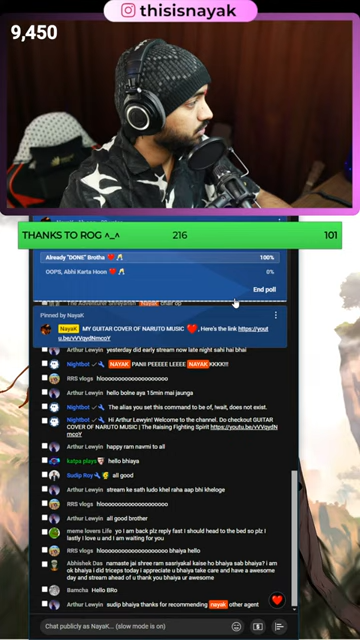 thisisnayak
9,450
THANKS TO ROG ^_^ 216 101
Already "DONE" Brotha ❤️ 🥂 100%
OOPS, Abhi Karta Hoon ❤️ 🥂 0%
End poll
Pinned by NayaK
NayaK MY GUITAR COVER OF NARUTO MUSIC ❤️, Here's the link https://yout
u.be/vVVqydNmcoY
Arthur Lewyin yesterday did early stream now late night sahi hai bhai
Nightbot NAYAK PANII PEEEEE LEEEE NAYAK KKKK!!!
RRS vlogs hloooooooooooooooooooo
Arthur Lewyin hello bolne aya 15min mai jaunga
Nightbot The alias you set this command to be of, !wait, does not exist.
Nightbot Hi Arthur Lewyin! Welcome to the channel. Do checkout GUITAR
COVER OF NARUTO MUSIC | The Raising Fighting Spirit https://youtu.be/vVVqydN
mcoY
Arthur Lewyin happy ram navmi to all
katpa plays hello bhiaya
Sudip Roy all good
Arthur Lewyin stream ke sath ludo khel raha aap bhi kheloge
RRS vlogs hloooooooooooooooooooo
Arthur Lewyin all good brother
meme lovers Life yo I am back plz reply fast I should head to the bed so plz I
lastly I love u and I am waiting for you
RRS vlogs hloooooooooooooooooooo bhaiya hello
Abhishek Das namaste jai shree ram saariyakal kaise ho bhaiya sab bhaiya? i am
ok bhaiya i did triceps today i appreciate u bhaiya take care and have a awesome
day and stream ahead of u thank you bhaiya ur awesome
Bamcha Hello BRo
Arthur Lewyin audip bhaiya thanks for recommending nayak other agent
Chat publicly as NayaK... (slow mode is on)